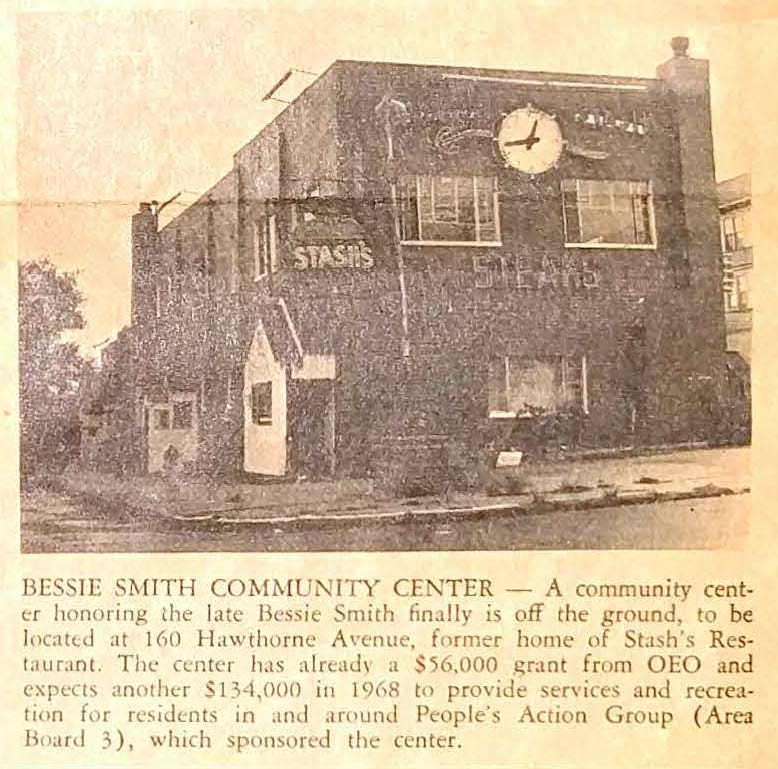 STASH'S
STEAKS
BESSIE SMITH COMMUNITY CENTER — A community cent-
er honoring the late Bessie Smith finally is off the ground, to be
located at 160 Hawthorne Avenue, former home of Stash's Res-
taurant. The center has already a $56,000 grant from OEO and
expects another $134,000 in 1968 to provide services and recrea-
tion for residents in and around People's Action Group (Area
Board 3), which sponsored the center.